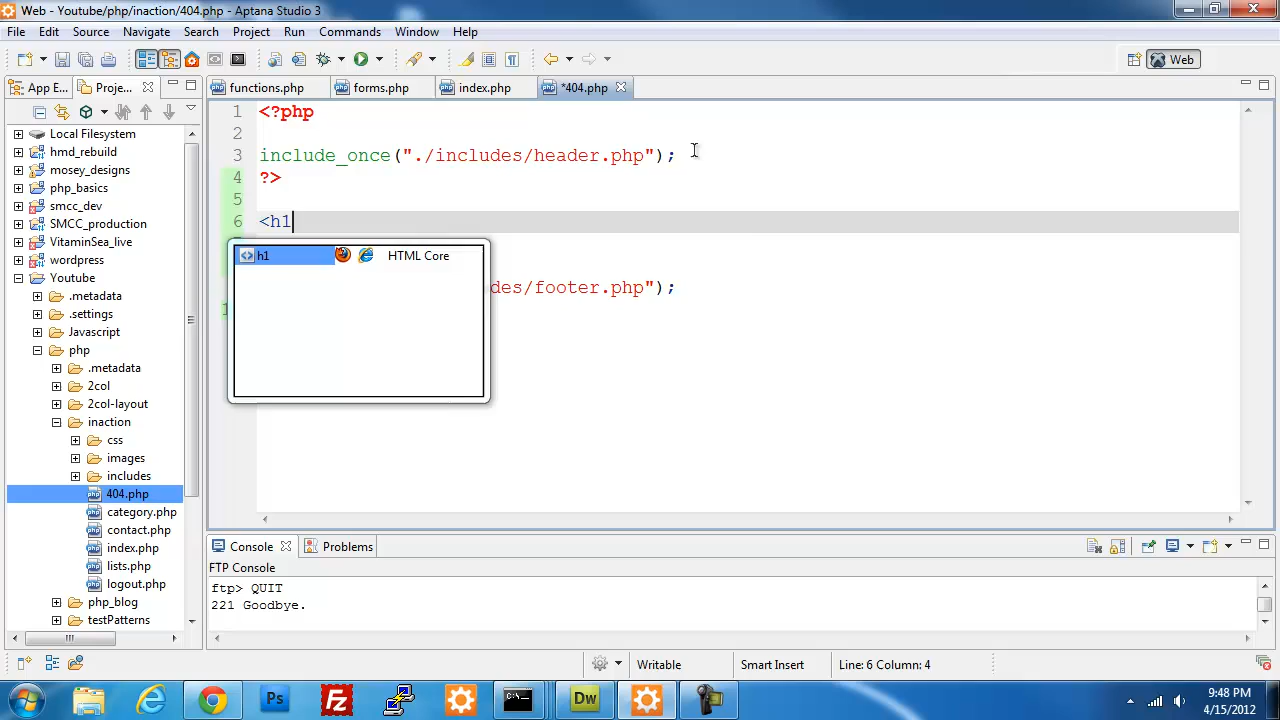 Web - Youtube/php/inaction/404.php - Aptana Studio 3
File Edit Source Navigate Search Project Run Commands Window Help
Web
App E...
Proje...
functions.php
forms.php
index.php
*404.php
Local Filesystem
hmd_rebuild
mosey_designs
php_basics
smcc_dev
SMCC_production
VitaminSea_live
wordpress
Youtube
.metadata
.settings
Javascript
php
.metadata
2col
2col-layout
inaction
css
images
includes
404.php
category.php
contact.php
index.php
lists.php
logout.php
php_blog
testPatterns
1 <?php
2
3 include_once("./includes/header.php");
4 ?>
5
6 <h1
h1 HTML Core
des/footer.php");
1
Console
Problems
FTP Console
ftp> QUIT
221 Goodbye.
Writable
Smart Insert
Line: 6 Column: 4
Ps
Fz
Dw
9:48 PM
4/15/2012